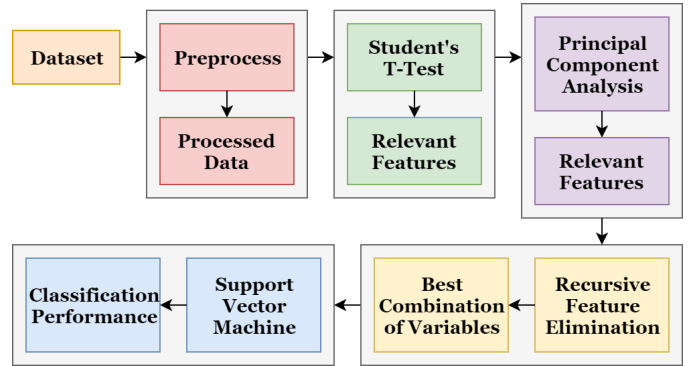 Dataset
Preprocess
Processed
Data
Student's
T-Test
Relevant
Features
Principal
Component
Analysis
Relevant
Features
Recursive
Feature
Elimination
Best
Combination
of Variables
Support
Vector
Machine
Classification
Performance